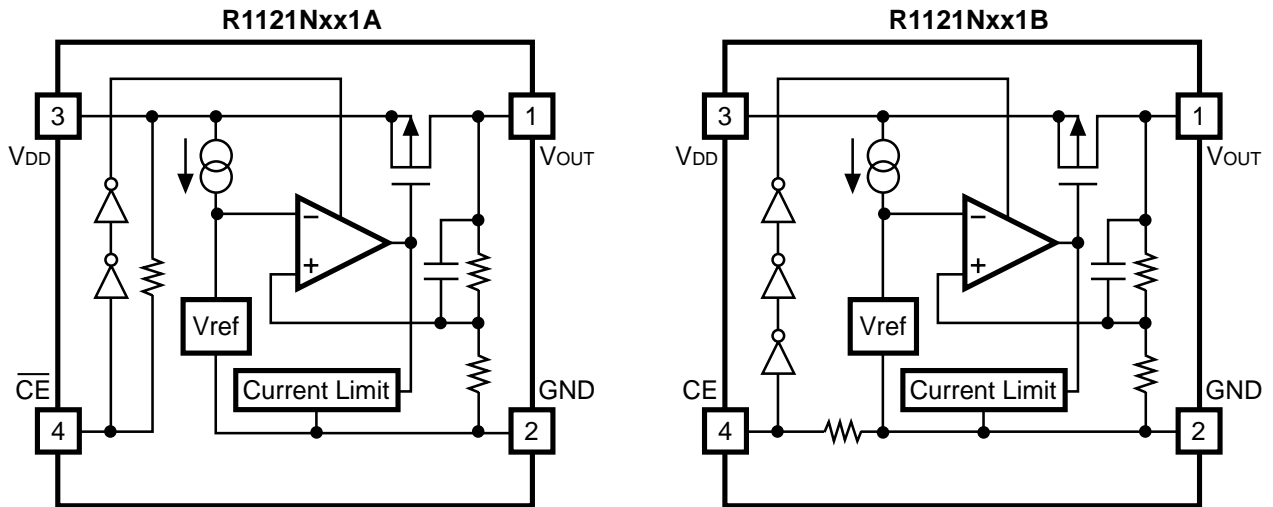 R1121Nxx1A
3
1
VDD
VOUT
−
+
Vref
Current Limit
C̅E̅
GND
4
2
R1121Nxx1B
3
1
VDD
VOUT
−
+
Vref
Current Limit
CE
GND
4
2